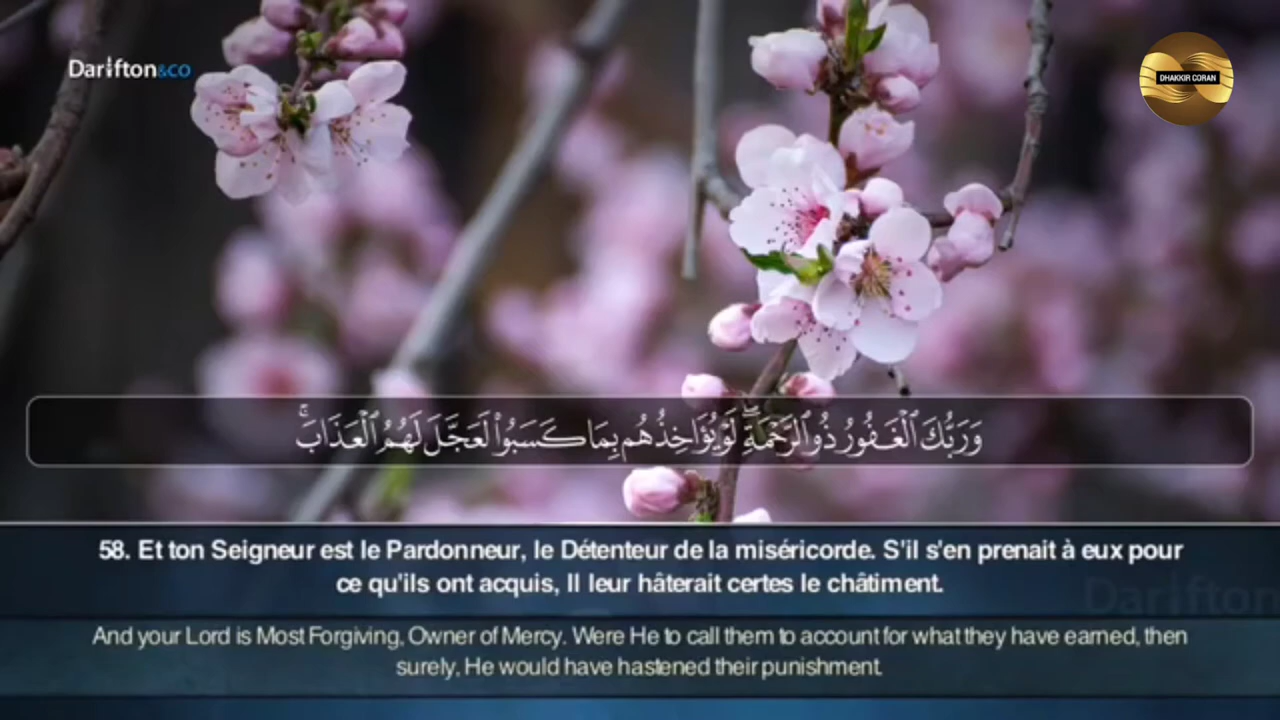 Darifton&co
DHAKKIR CORAN
وَرَبُّكَ ٱلْغَفُورُ ذُو ٱلرَّحْمَةِۖ لَوْ يُؤَاخِذُهُم بِمَا كَسَبُوا۟ لَعَجَّلَ لَهُمُ ٱلْعَذَابَۚ
58. Et ton Seigneur est le Pardonneur, le Détenteur de la miséricorde. S'il s'en prenait à eux pour
ce qu'ils ont acquis, Il leur hâterait certes le châtiment.
Darifton
And your Lord is Most Forgiving, Owner of Mercy. Were He to call them to account for what they have earned, then
surely, He would have hastened their punishment.